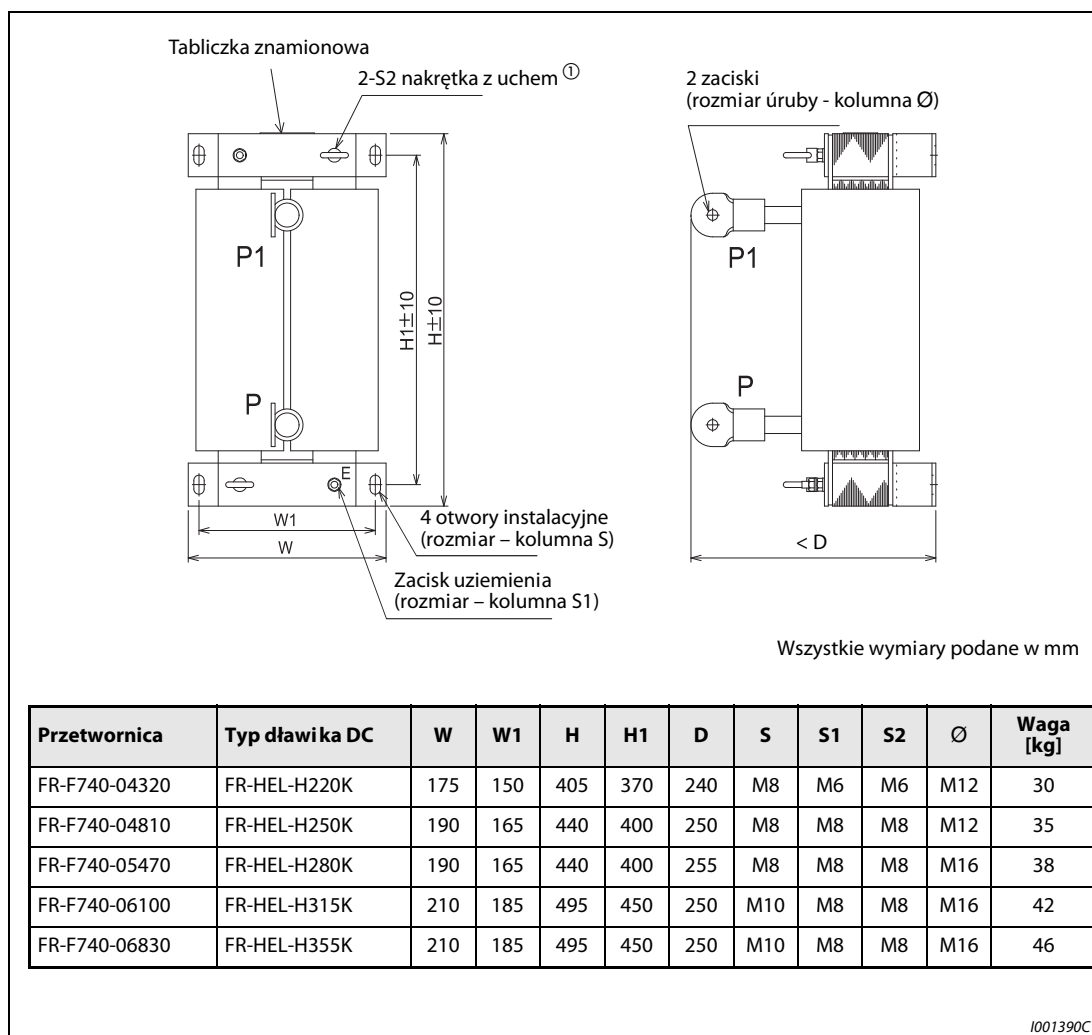 Tabliczka znamionowa
2-S2 nakrętka z uchem ①
2 zaciski
(rozmiar úruby - kolumna Ø)
P1
P1
H1±10
H±10
P
P
E
W1
W
4 otwory instalacyjne
(rozmiar – kolumna S)
< D
Zacisk uziemienia
(rozmiar – kolumna S1)
Wszystkie wymiary podane w mm
Przetwornica Typ dławika DC W W1 H H1 D S S1 S2 Ø Waga [kg]
FR-F740-04320 FR-HEL-H220K 175 150 405 370 240 M8 M6 M6 M12 30
FR-F740-04810 FR-HEL-H250K 190 165 440 400 250 M8 M8 M8 M12 35
FR-F740-05470 FR-HEL-H280K 190 165 440 400 255 M8 M8 M8 M16 38
FR-F740-06100 FR-HEL-H315K 210 185 495 450 250 M10 M8 M8 M16 42
FR-F740-06830 FR-HEL-H355K 210 185 495 450 250 M10 M8 M8 M16 46
I001390C